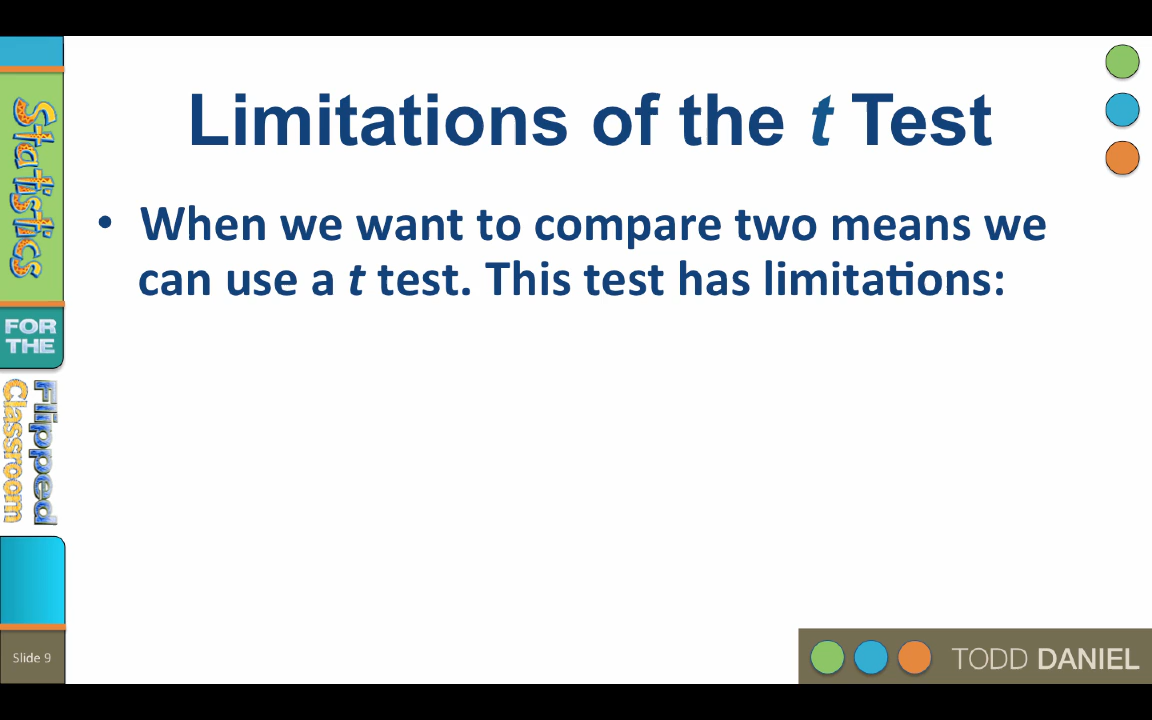 Limitations of the t Test
• When we want to compare two means we
can use a t test. This test has limitations:
Statistics
FOR
THE
Flipped
Classroom
Slide 9
TODD DANIEL